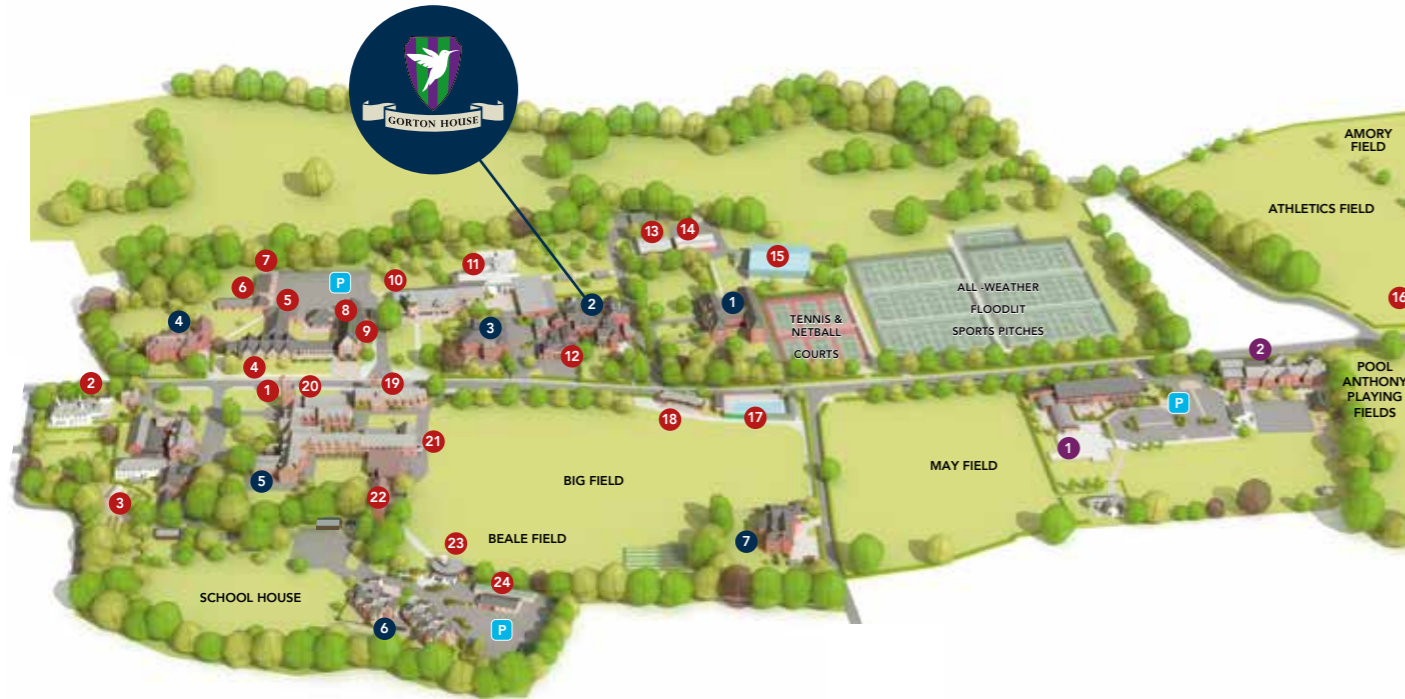 GORTON HOUSE
AMORY
FIELD
ATHLETICS FIELD
13
14
7
11
15
6
P
10
5
2
16
8
1
ALL -WEATHER
FLOODLIT
SPORTS PITCHES
4
3
9
TENNIS &
NETBALL
COURTS
12
2
4
POOL
ANTHONY
PLAYING
FIELDS
2
1
20
19
P
18
17
21
1
BIG FIELD
MAY FIELD
5
22
3
BEALE FIELD
7
23
24
SCHOOL HOUSE
6
P